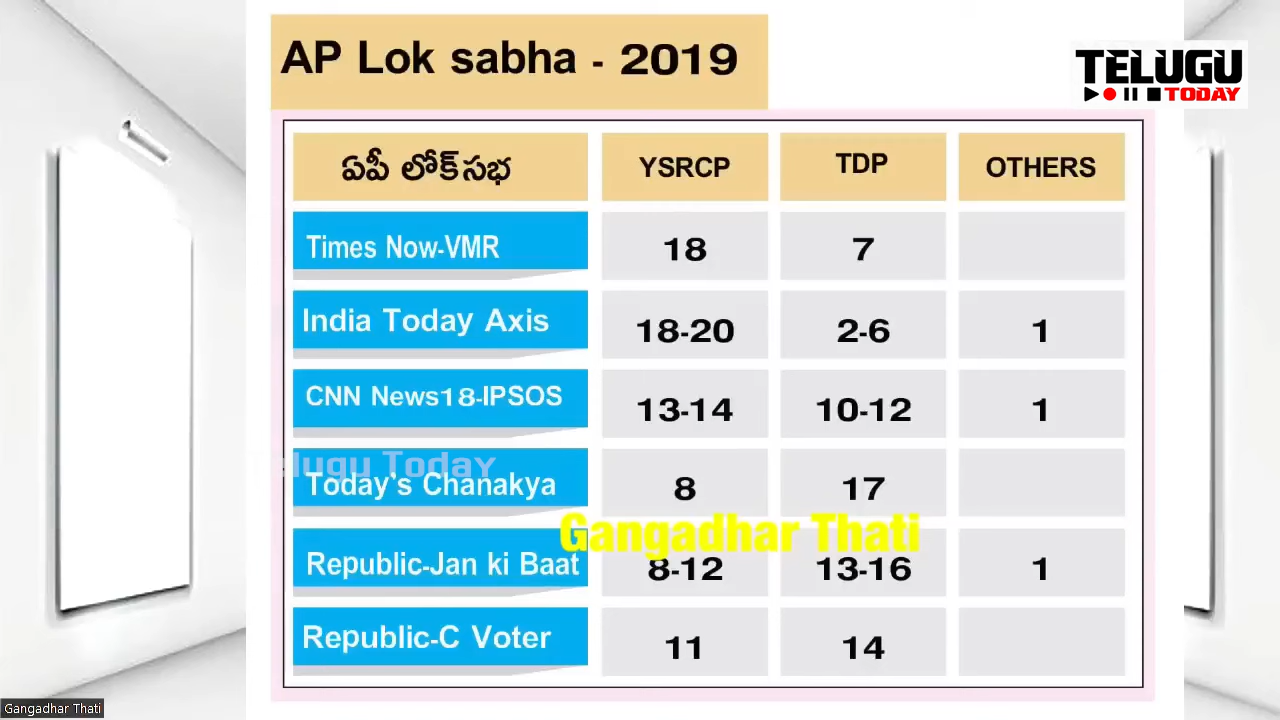 AP Lok sabha - 2019
TELUGU
TODAY
ఏపీ లోక్‌సభ YSRCP TDP OTHERS
Times Now-VMR 18 7
India Today Axis 18-20 2-6 1
CNN News18-IPSOS 13-14 10-12 1
Telugu Today
Today's Chanakya 8 17
Gangadhar Thati
Republic-Jan ki Baat 8-12 13-16 1
Republic-C Voter 11 14
Gangadhar Thati